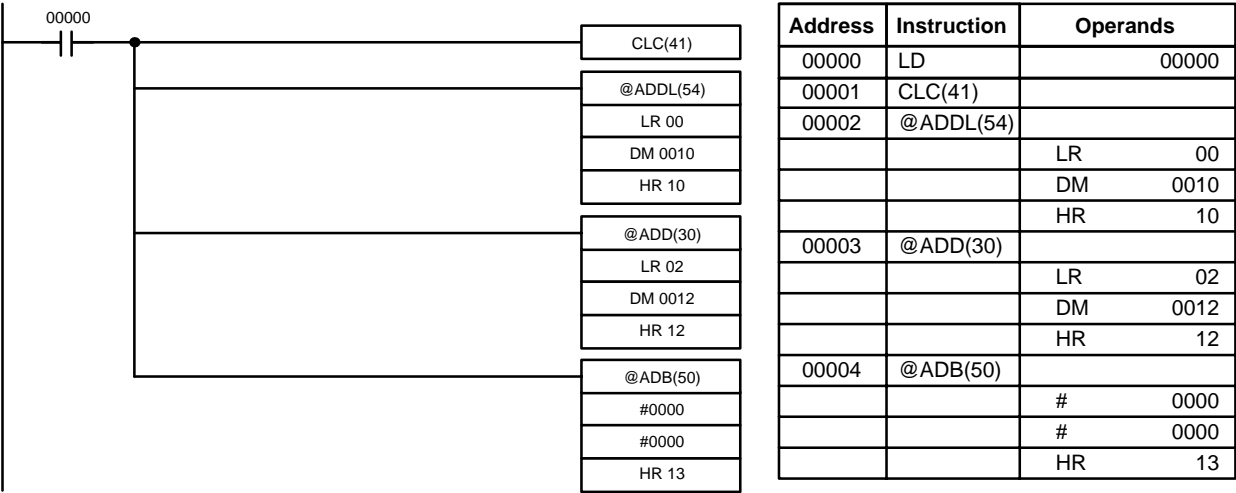 00000
CLC(41)
@ADDL(54)
LR 00
DM 0010
HR 10
@ADD(30)
LR 02
DM 0012
HR 12
@ADB(50)
#0000
#0000
HR 13
Address Instruction Operands
00000 LD 00000
00001 CLC(41)
00002 @ADDL(54)
LR 00
DM 0010
HR 10
00003 @ADD(30)
LR 02
DM 0012
HR 12
00004 @ADB(50)
# 0000
# 0000
HR 13